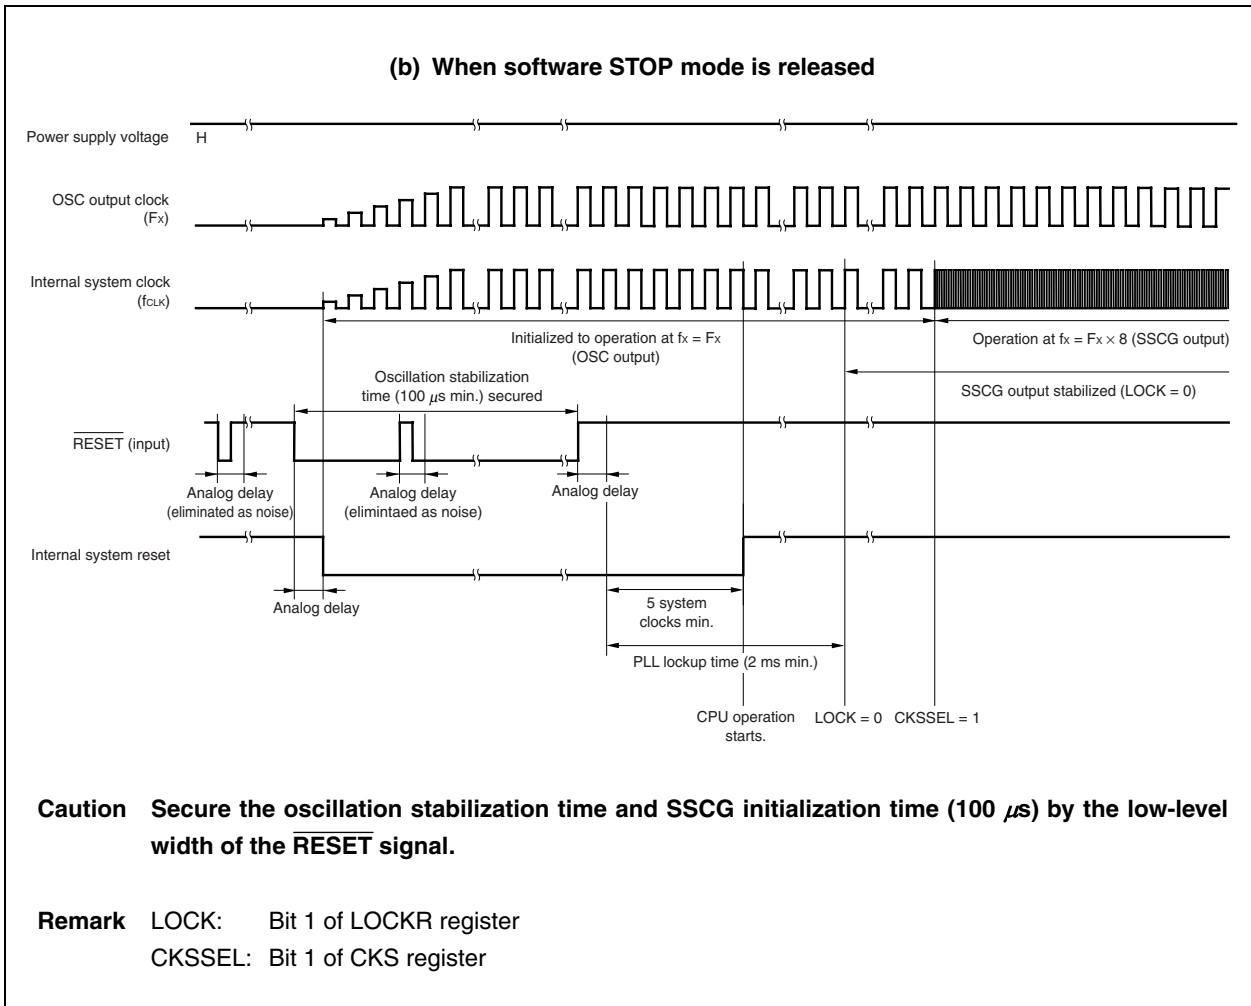 (b) When software STOP mode is released
Power supply voltage
H
OSC output clock
(FX)
Internal system clock
(fCLK)
Initialized to operation at fX = FX
(OSC output)
Operation at fX = FX × 8 (SSCG output)
Oscillation stabilization
time (100 μs min.) secured
SSCG output stabilized (LOCK = 0)
RESET (input)
Analog delay
(eliminated as noise)
Analog delay
(elimintaed as noise)
Analog delay
Internal system reset
Analog delay
5 system
clocks min.
PLL lockup time (2 ms min.)
CPU operation
starts.
LOCK = 0
CKSSEL = 1
Caution Secure the oscillation stabilization time and SSCG initialization time (100 μs) by the low-level
width of the RESET signal.
Remark LOCK: Bit 1 of LOCKR register
CKSSEL: Bit 1 of CKS register